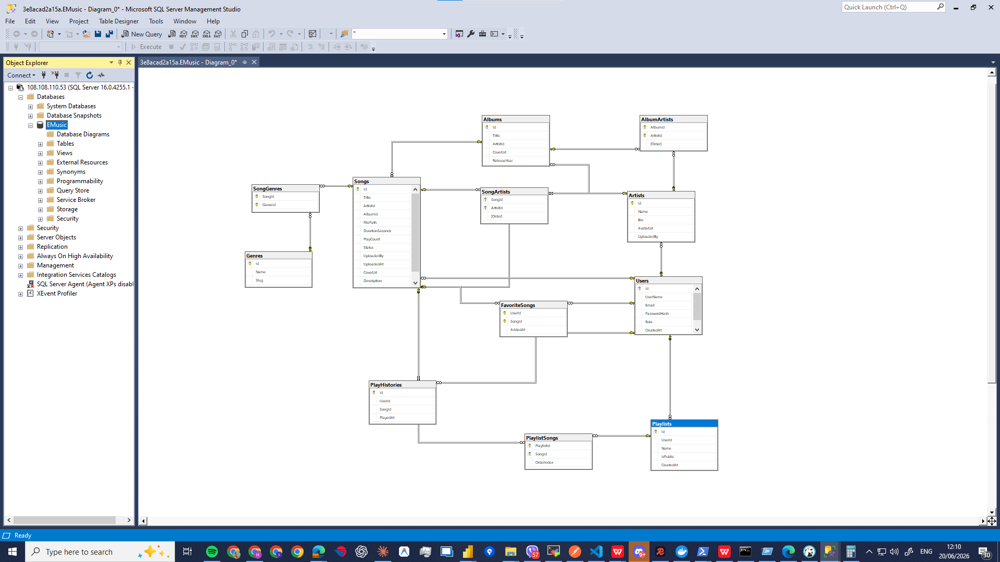 3e8acad2a15a.EMusic - Diagram_0* - Microsoft SQL Server Management Studio
Quick Launch (Ctrl+Q)
File Edit View Project Table Designer Tools Window Help
New Query
MDX DMX XMLA DAX
"
Execute
Object Explorer
3e8acad2a15a.EMusic - Diagram_0*
Connect
108.108.110.53 (SQL Server 16.0.4255.1 -
Databases
System Databases
Database Snapshots
EMusic
Database Diagrams
Tables
Views
External Resources
Synonyms
Programmability
Query Store
Service Broker
Storage
Security
Security
Server Objects
Replication
Always On High Availability
Management
Integration Services Catalogs
SQL Server Agent (Agent XPs disabl
XEvent Profiler
Albums
Id
Title
ArtistId
CoverUrl
ReleaseYear
AlbumArtists
AlbumId
ArtistId
[Order]
SongGenres
SongId
GenreId
Songs
Id
Title
ArtistId
AlbumId
FilePath
DurationSeconds
PlayCount
Status
UploadedBy
UploadedAt
CoverUrl
Description
SongArtists
SongId
ArtistId
[Order]
Artists
Id
Name
Bio
AvatarUrl
UploadedBy
Genres
Id
Name
Slug
Users
Id
UserName
Email
PasswordHash
Role
CreatedAt
FavoriteSongs
UserId
SongId
AddedAt
PlayHistories
Id
UserId
SongId
PlayedAt
PlaylistSongs
PlaylistId
SongId
OrderIndex
Playlists
Id
UserId
Name
IsPublic
CreatedAt
Ready
Type here to search
57
9+
ENG
12:10
20/06/2026
30